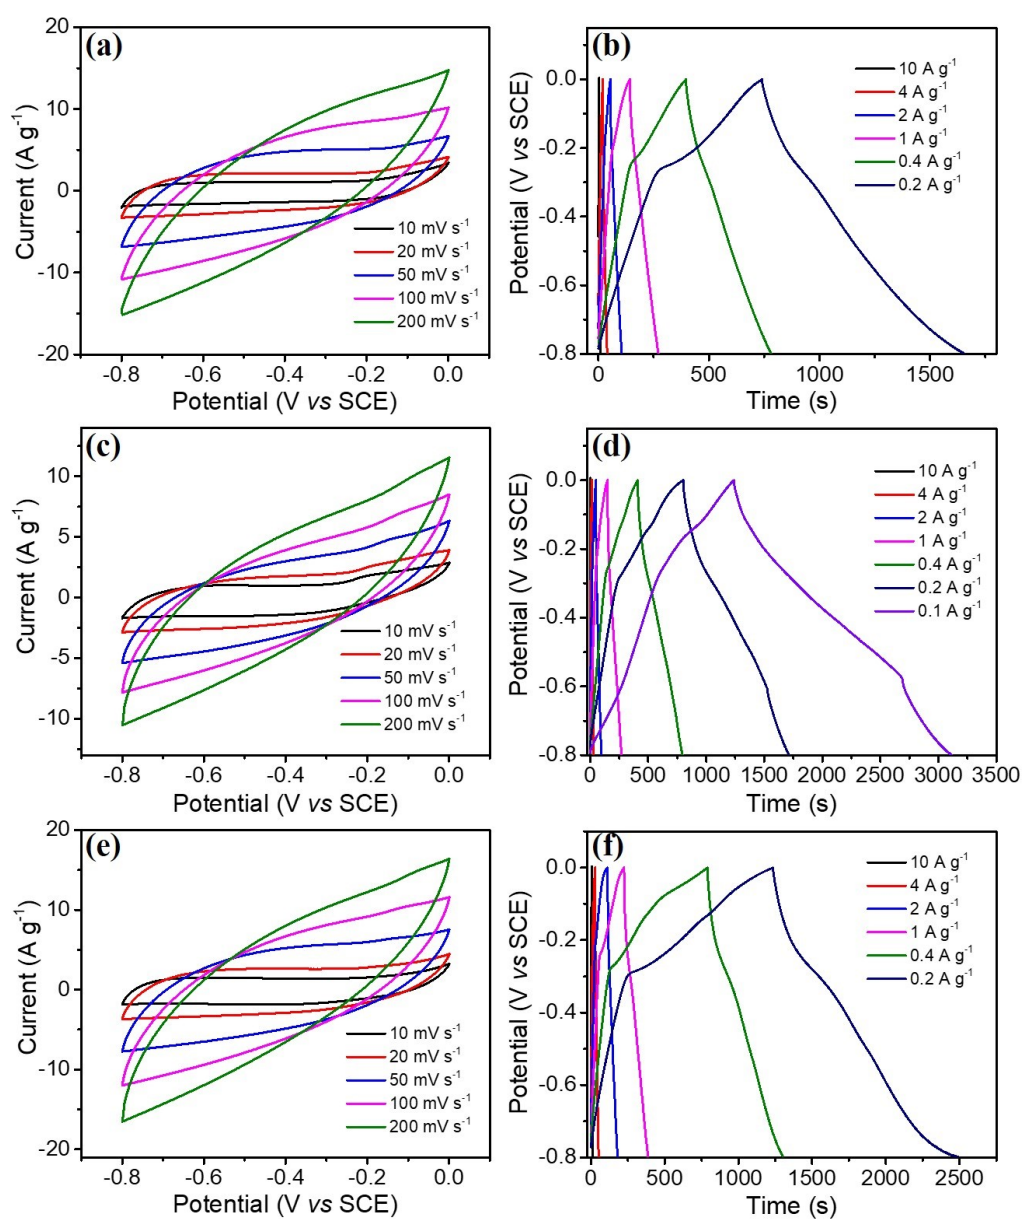 (a)
20
10
0
-10
-20
Current (A g⁻¹)
10 mV s⁻¹
20 mV s⁻¹
50 mV s⁻¹
100 mV s⁻¹
200 mV s⁻¹
-0.8 -0.6 -0.4 -0.2 0.0
Potential (V vs SCE)
(b)
0.0
-0.2
-0.4
-0.6
-0.8
Potential (V vs SCE)
10 A g⁻¹
4 A g⁻¹
2 A g⁻¹
1 A g⁻¹
0.4 A g⁻¹
0.2 A g⁻¹
0 500 1000 1500
Time (s)
(c)
10
5
0
-5
-10
Current (A g⁻¹)
10 mV s⁻¹
20 mV s⁻¹
50 mV s⁻¹
100 mV s⁻¹
200 mV s⁻¹
-0.8 -0.6 -0.4 -0.2 0.0
Potential (V vs SCE)
(d)
0.0
-0.2
-0.4
-0.6
-0.8
Potential (V vs SCE)
10 A g⁻¹
4 A g⁻¹
2 A g⁻¹
1 A g⁻¹
0.4 A g⁻¹
0.2 A g⁻¹
0.1 A g⁻¹
0 500 1000 1500 2000 2500 3000 3500
Time (s)
(e)
20
10
0
-10
-20
Current (A g⁻¹)
10 mV s⁻¹
20 mV s⁻¹
50 mV s⁻¹
100 mV s⁻¹
200 mV s⁻¹
-0.8 -0.6 -0.4 -0.2 0.0
Potential (V vs SCE)
(f)
0.0
-0.2
-0.4
-0.6
-0.8
Potential (V vs SCE)
10 A g⁻¹
4 A g⁻¹
2 A g⁻¹
1 A g⁻¹
0.4 A g⁻¹
0.2 A g⁻¹
0 500 1000 1500 2000 2500
Time (s)